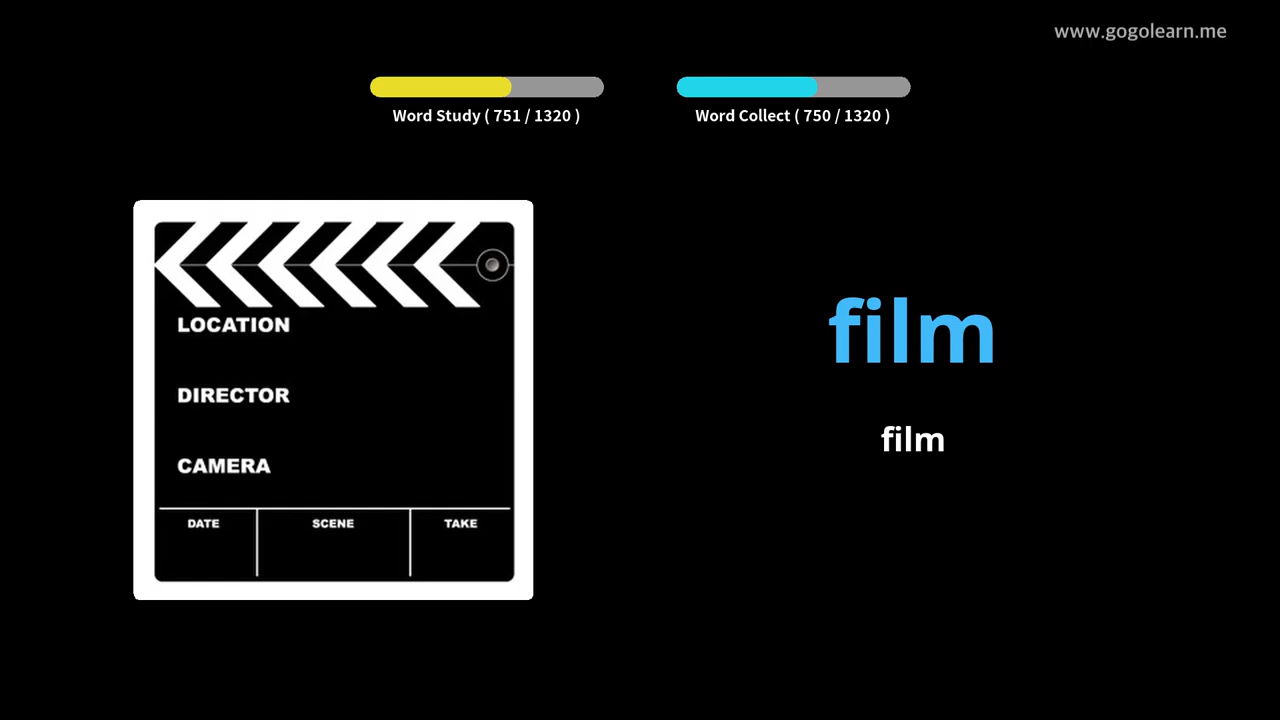 www.gogolearn.me
Word Study ( 751 / 1320 )
Word Collect ( 750 / 1320 )
LOCATION
DIRECTOR
CAMERA
DATE
SCENE
TAKE
film
film